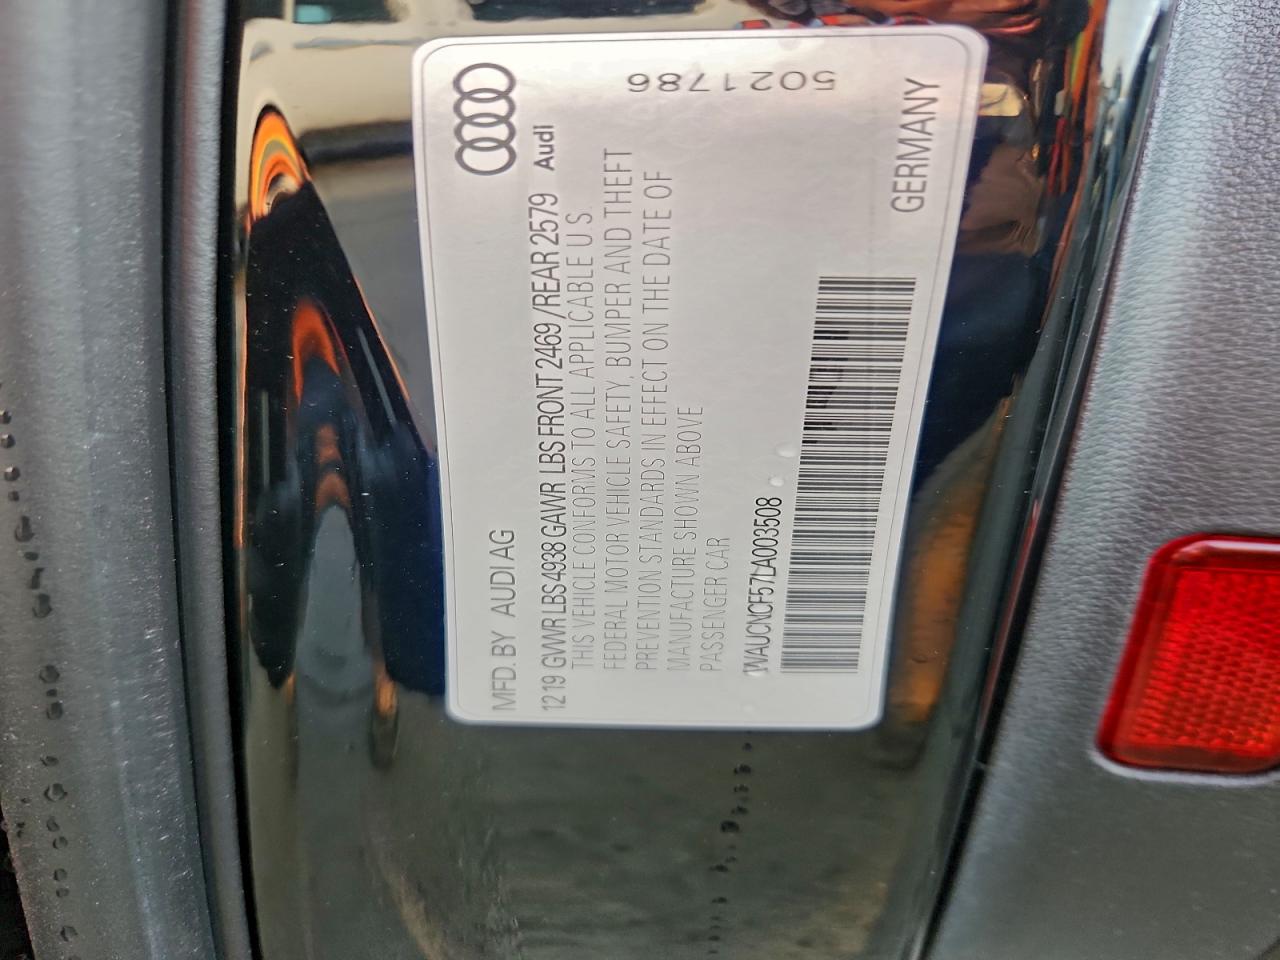 MFD. BY AUDI AG
1219 GVWR LBS 4938 GAWR LBS FRONT 2469 /REAR 2579 Audi
THIS VEHICLE CONFORMS TO ALL APPLICABLE U.S.
FEDERAL MOTOR VEHICLE SAFETY, BUMPER AND THEFT
PREVENTION STANDARDS IN EFFECT ON THE DATE OF
MANUFACTURE SHOWN ABOVE
PASSENGER CAR
WAUCNCF57LA003508
GERMANY
5021786